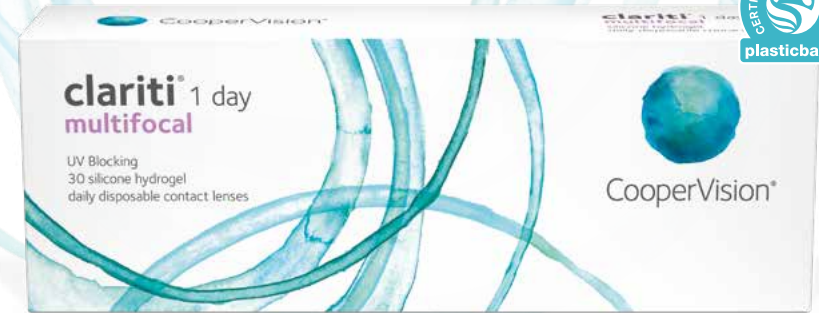 CooperVision®
clariti® 1 day
multifocal
clariti® 1 day
multifocal
UV Blocking
30 silicone hydrogel
daily disposable contact lenses
CooperVision®